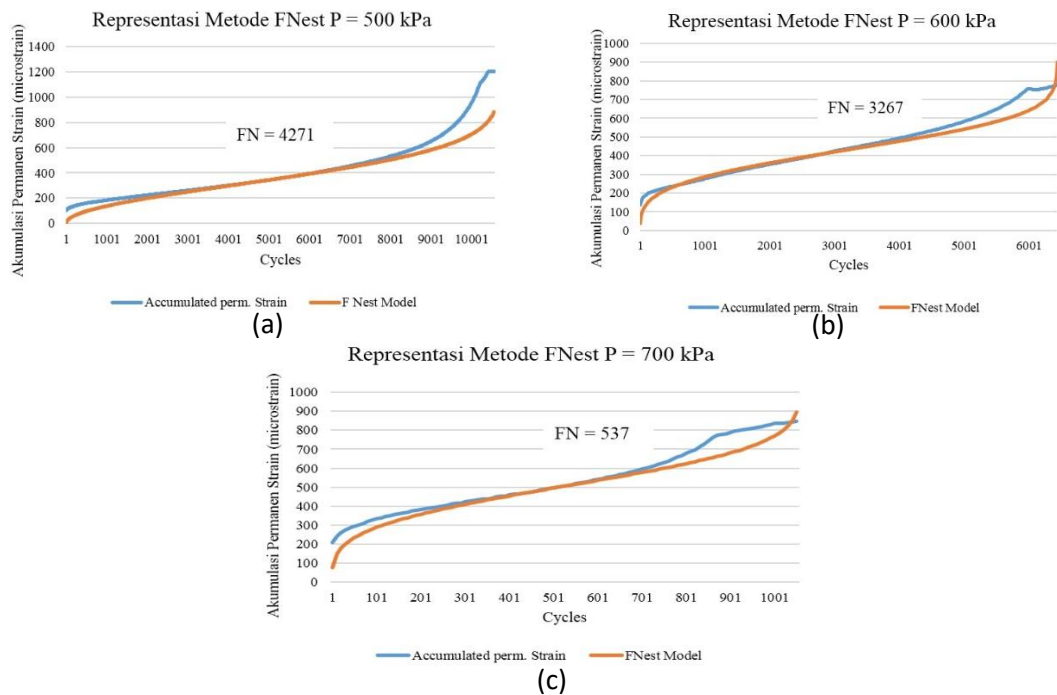 Representasi Metode FNest P = 500 kPa
Akumulasi Permanen Strain (microstrain)
1400
1200
1000
800
600
400
200
0
FN = 4271
1 1001 2001 3001 4001 5001 6001 7001 8001 9001 10001
Cycles
Accumulated perm. Strain F Nest Model
(a)
Representasi Metode FNest P = 600 kPa
Akumulasi Permanen Strain (microstrain)
1000
900
800
700
600
500
400
300
200
100
0
FN = 3267
1 1001 2001 3001 4001 5001 6001
Cycles
Accumulated perm. Strain FNest Model
(b)
Representasi Metode FNest P = 700 kPa
Akumulasi Permanen Strain (microstrain)
1000
900
800
700
600
500
400
300
200
100
0
FN = 537
1 101 201 301 401 501 601 701 801 901 1001
Cycles
Accumulated perm. Strain FNest Model
(c)